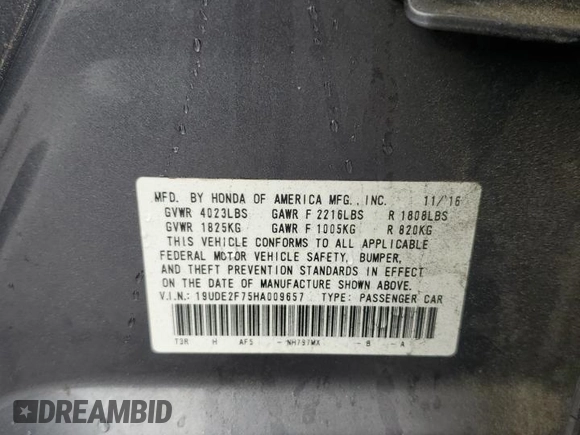 MFD. BY HONDA OF AMERICA MFG., INC. 11/16
GVWR 4023LBS GAWR F 2216LBS R 1808LBS
GVWR 1825KG GAWR F 1005KG R 820KG
THIS VEHICLE CONFORMS TO ALL APPLICABLE
FEDERAL MOTOR VEHICLE SAFETY, BUMPER,
AND THEFT PREVENTION STANDARDS IN EFFECT
ON THE DATE OF MANUFACTURE SHOWN ABOVE.
V.I.N.: 19UDE2F75HA009657 TYPE: PASSENGER CAR
T3R H AFS - NH797MX - B - A
DREAMBID